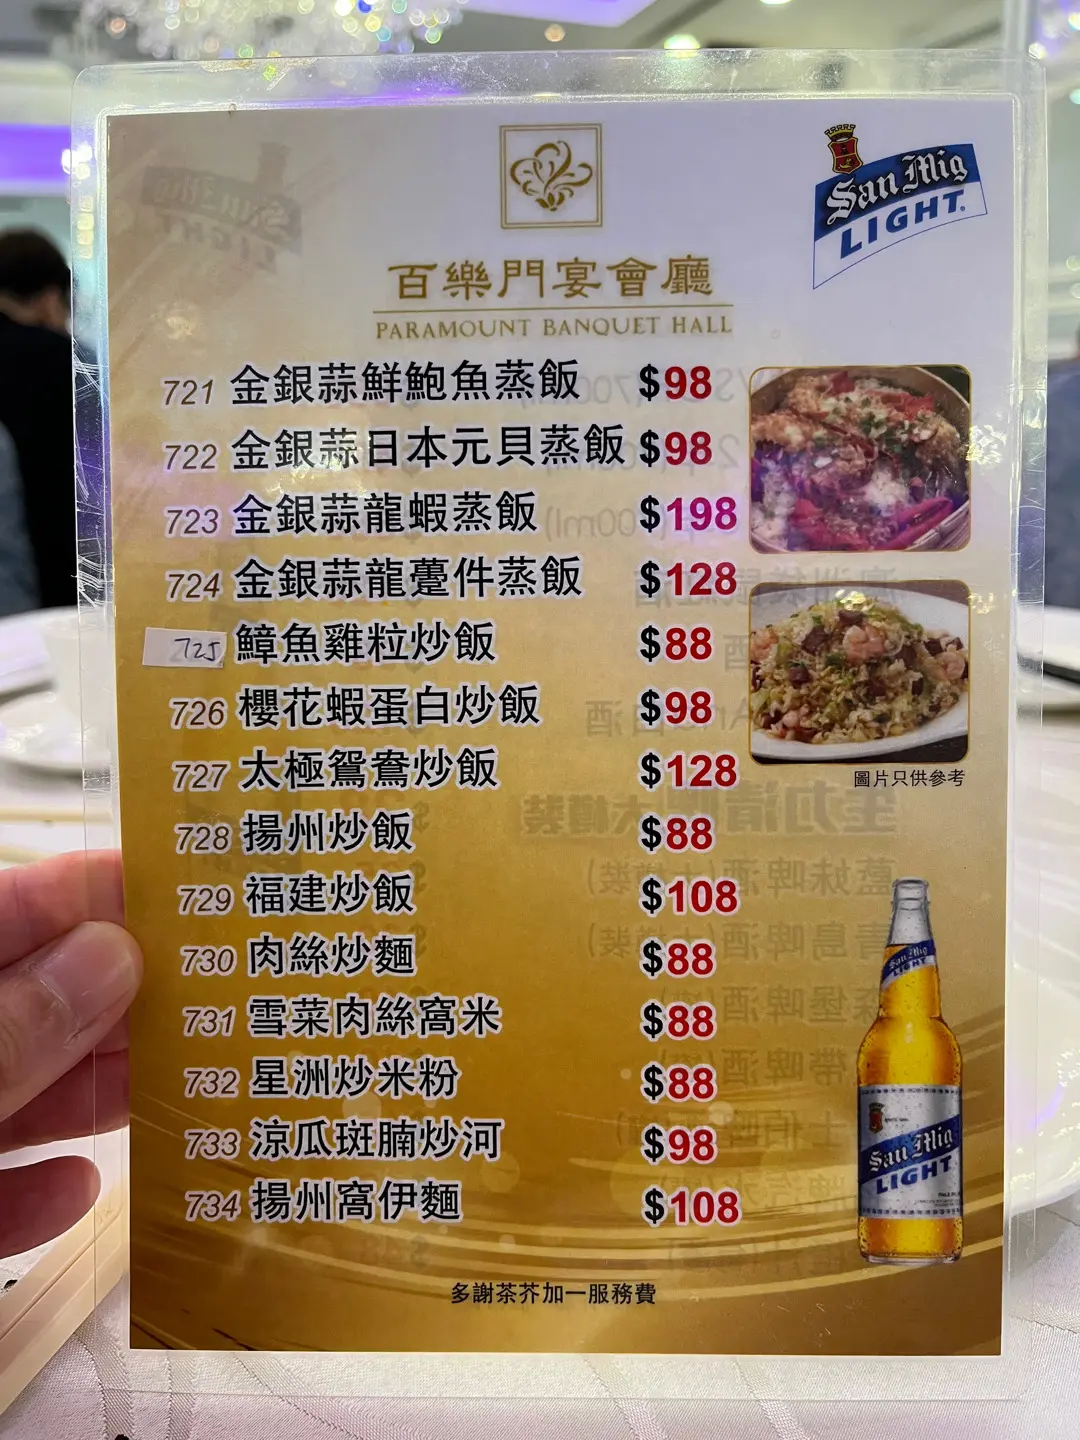 San Mig
LIGHT
百樂門宴會廳
PARAMOUNT BANQUET HALL
721 金銀蒜鮮鮑魚蒸飯 $98
722 金銀蒜日本元貝蒸飯 $98
723 金銀蒜龍蝦蒸飯 $198
724 金銀蒜龍躉件蒸飯 $128
725 鱆魚雞粒炒飯 $88
726 櫻花蝦蛋白炒飯 $98
727 太極鴛鴦炒飯 $128
圖片只供參考
728 揚州炒飯 $88
729 福建炒飯 $108
730 肉絲炒麵 $88
731 雪菜肉絲窩米 $88
732 星洲炒米粉 $88
733 涼瓜斑腩炒河 $98
734 揚州窩伊麵 $108
San Mig
LIGHT
San Mig
LIGHT
多謝茶芥加一服務費